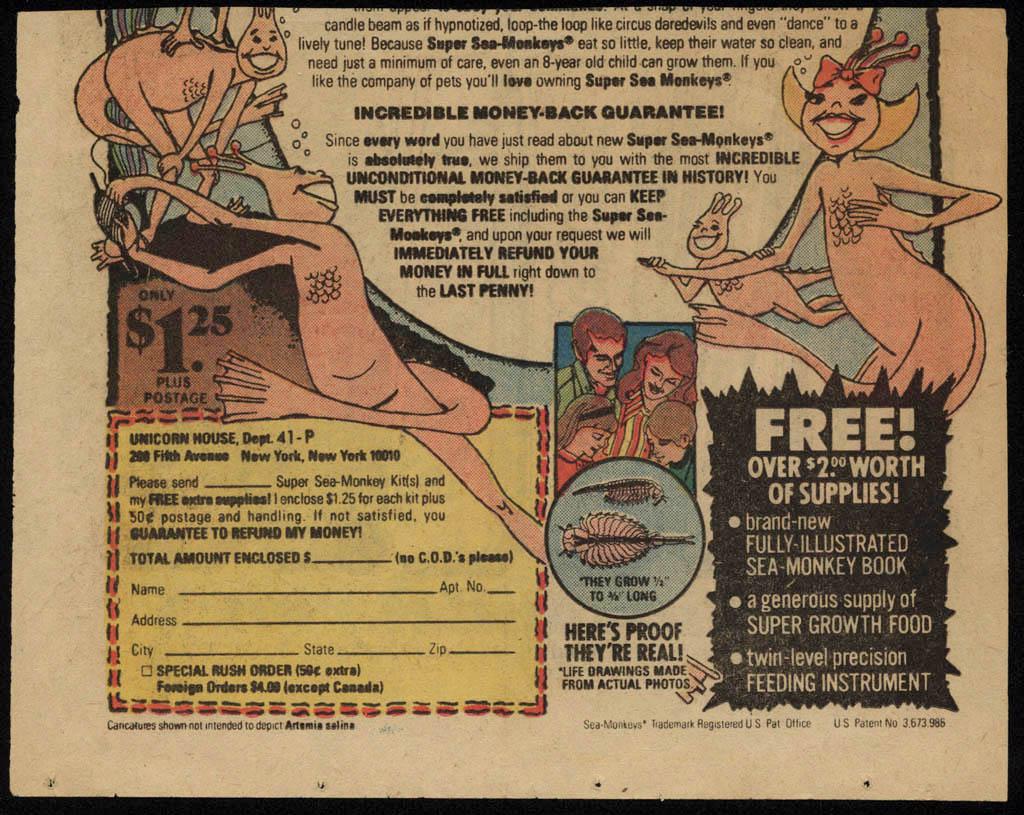 candle beam as if hypnotized, loop-the loop like circus daredevils and even "dance" to a
lively tune! Because Super Sea-Monkeys® eat so little, keep their water so clean, and
need just a minimum of care, even an 8-year old child can grow them. If you
like the company of pets you'll love owning Super Sea Monkeys®
INCREDIBLE MONEY-BACK GUARANTEE!
Since every word you have just read about new Super Sea-Monkeys®
is absolutely true, we ship them to you with the most INCREDIBLE
UNCONDITIONAL MONEY-BACK GUARANTEE IN HISTORY! You
MUST be completely satisfied or you can KEEP
EVERYTHING FREE including the Super Sea-
Monkeys®, and upon your request we will
IMMEDIATELY REFUND YOUR
MONEY IN FULL right down to
the LAST PENNY!
ONLY
$1.25
PLUS
POSTAGE
UNICORN HOUSE, Dept. 41-P
200 Fifth Avenue New York, New York 10010
Please send ______ Super Sea-Monkey Kit(s) and
my FREE extra supplies! I enclose $1.25 for each kit plus
50¢ postage and handling. If not satisfied, you
GUARANTEE TO REFUND MY MONEY!
TOTAL AMOUNT ENCLOSED $______ (no C.O.D.'s please)
Name ______ Apt. No.___
Address ______
City ______ State ______ Zip ______
□ SPECIAL RUSH ORDER (50¢ extra)
Foreign Orders $4.00 (except Canada)
"THEY GROW ½"
TO ¾" LONG
HERE'S PROOF
THEY'RE REAL!
*LIFE DRAWINGS MADE
FROM ACTUAL PHOTOS
FREE!
OVER $2.00 WORTH
OF SUPPLIES!
• brand-new
FULLY-ILLUSTRATED
SEA-MONKEY BOOK
• a generous supply of
SUPER GROWTH FOOD
• twin-level precision
FEEDING INSTRUMENT
Caricatures shown not intended to depict Artemia salina
Sea-Monkeys® Trademark Registered U S Pat Office U S Patent No 3,673,986